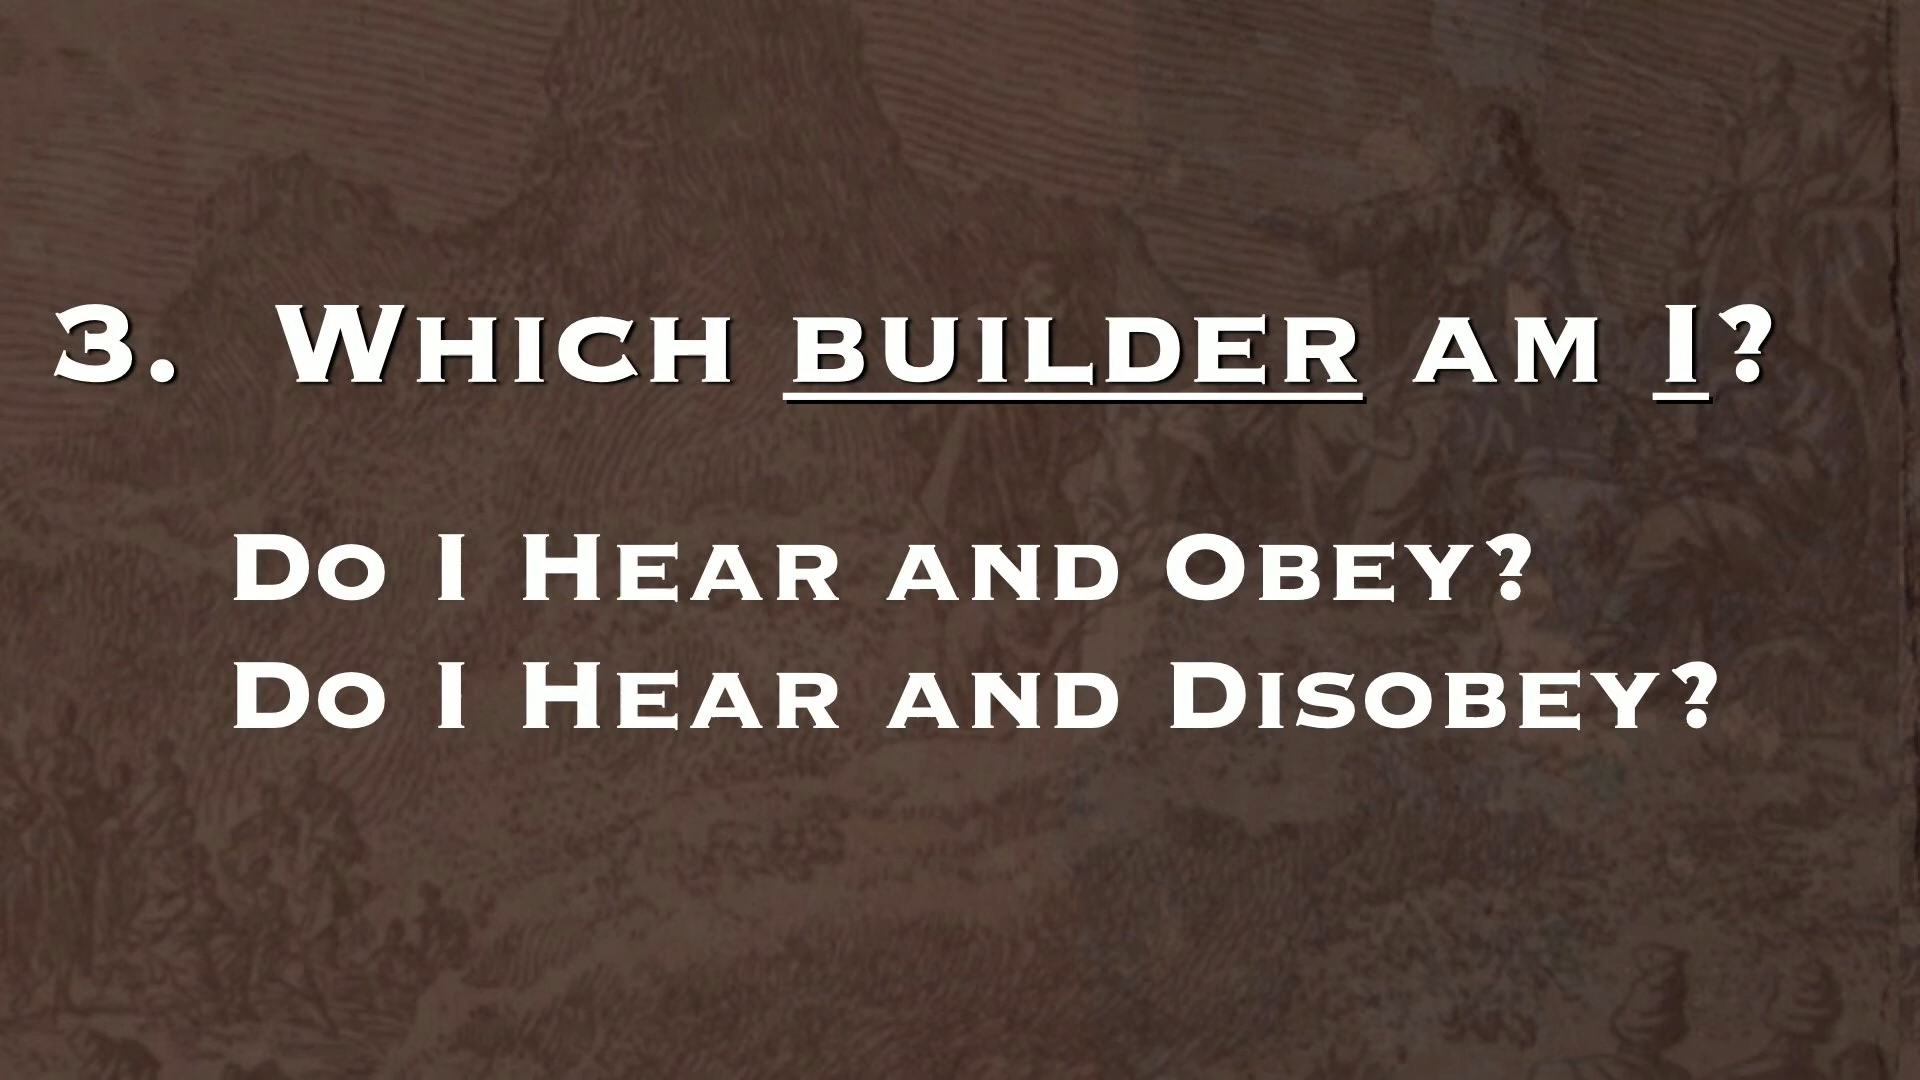 3. Which builder am I?
Do I Hear and Obey?
Do I Hear and Disobey?